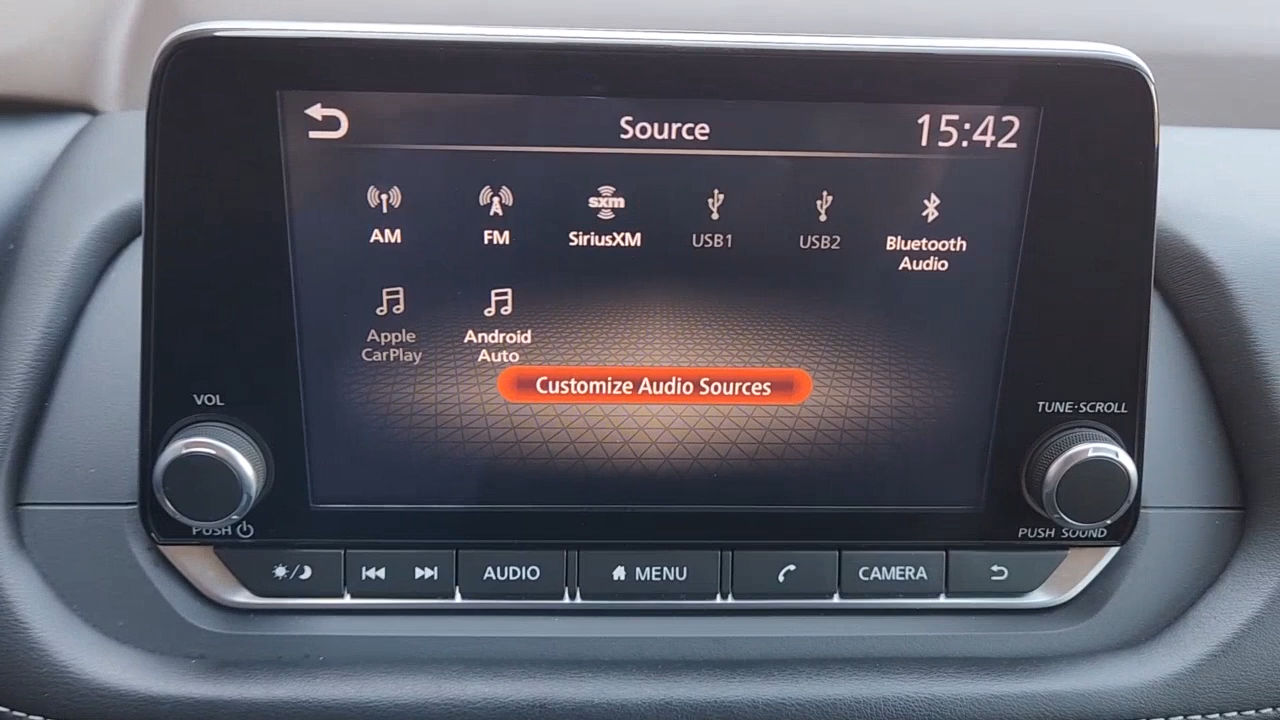 Source
15:42
sxm
AM
FM
SiriusXM
USB1
USB2
Bluetooth
Audio
Apple
CarPlay
Android
Auto
Customize Audio Sources
VOL
TUNE·SCROLL
PUSH
PUSH SOUND
AUDIO
MENU
CAMERA